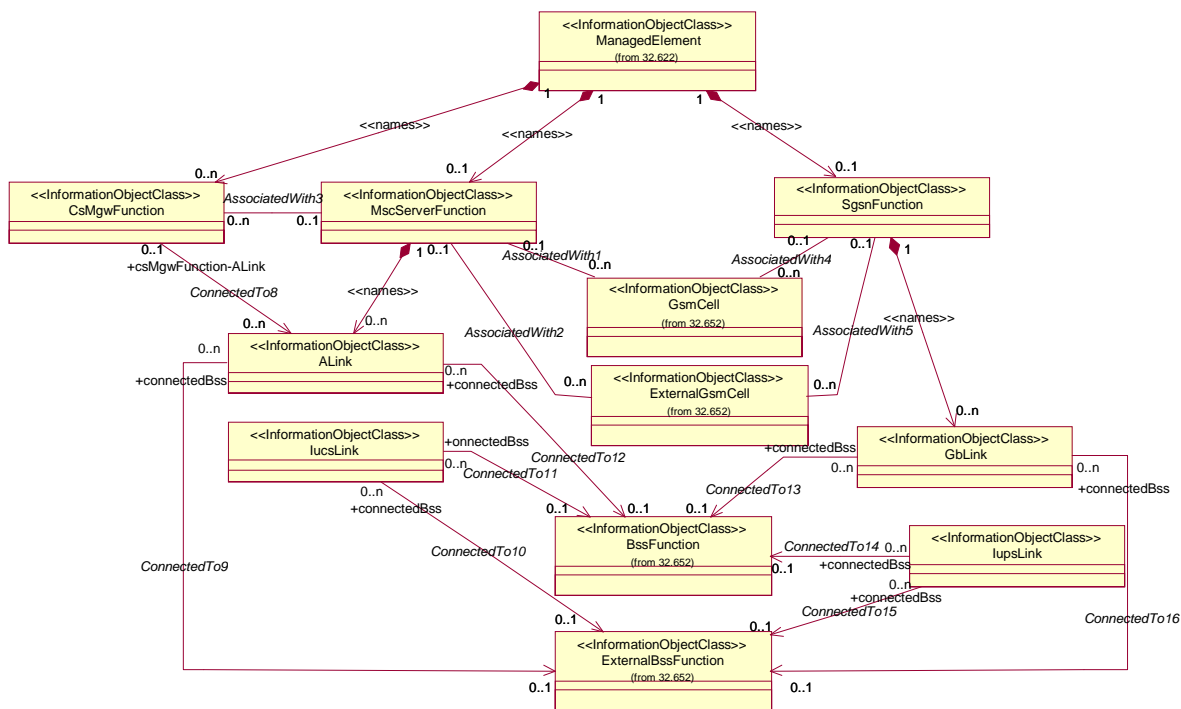 <<InformationObjectClass>>
ManagedElement
(from 32.622)
1
1
1
<<names>>
<<names>>
<<names>>
0..n
0..1
0..1
<<InformationObjectClass>>
CsMgwFunction
AssociatedWith3
0..n
0..1
<<InformationObjectClass>>
MscServerFunction
<<InformationObjectClass>>
SgsnFunction
0..1
+csMgwFunction-ALink
ConnectedTo8
0..n
1
<<names>>
0..n
0..1
0..1
AssociatedWith1
0..n
0..1
AssociatedWith4
0..n
0..1
1
<<InformationObjectClass>>
GsmCell
(from 32.652)
AssociatedWith2
0..n
AssociatedWith5
0..n
<<names>>
0..n
<<InformationObjectClass>>
ALink
0..n
+connectedBss
0..n
+connectedBss
<<InformationObjectClass>>
ExternalGsmCell
(from 32.652)
<<InformationObjectClass>>
IucsLink
+onnectedBss
0..n
ConnectedTo11
ConnectedTo12
0..n
+connectedBss
<<InformationObjectClass>>
GbLink
+connectedBss
0..n
ConnectedTo13
0..n
+connectedBss
0..1
0..1
0..1
<<InformationObjectClass>>
BssFunction
(from 32.652)
ConnectedTo14
0..n
+connectedBss
0..1
<<InformationObjectClass>>
IupsLink
0..n
+connectedBss
ConnectedTo15
ConnectedTo10
ConnectedTo9
ConnectedTo16
0..1
0..1
<<InformationObjectClass>>
ExternalBssFunction
(from 32.652)
0..1
0..1